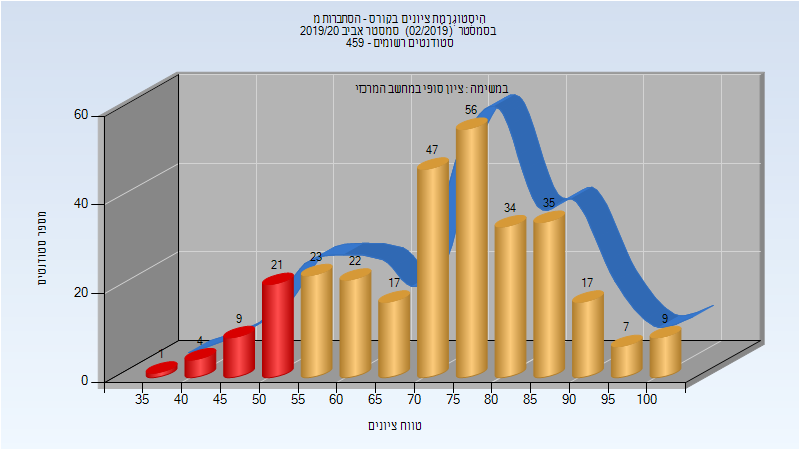 היסטוגרמת ציונים בקורס - הסתברות מ
בסמסטר (02/2019) סמסטר אביב 2019/20
סטודנטים רשומים - 459
במשימה : ציון סופי במחשב המרכזי
מספר סטודנטים
60
40
20
0
1
4
9
21
23
22
17
47
56
34
35
17
7
9
35 40 45 50 55 60 65 70 75 80 85 90 95 100
טווח ציונים